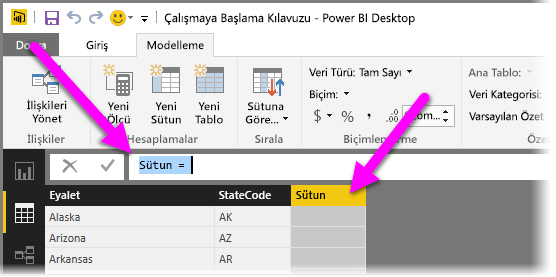 Çalışmaya Başlama Kılavuzu - Power BI Desktop
Dosya Giriş Modelleme
İlişkileri Yönet
Yeni Ölçü
Yeni Sütun
Yeni Tablo
Sütuna Göre...
Veri Türü: Tam Sayı
Biçim:
$ % , .00
Ana Tablo:
Veri Kategorisi:
Varsayılan Özet
İlişkiler Hesaplamalar Sırala Biçimlendirme
Sütun =
Eyalet StateCode Sütun
Alaska AK
Arizona AZ
Arkansas AR